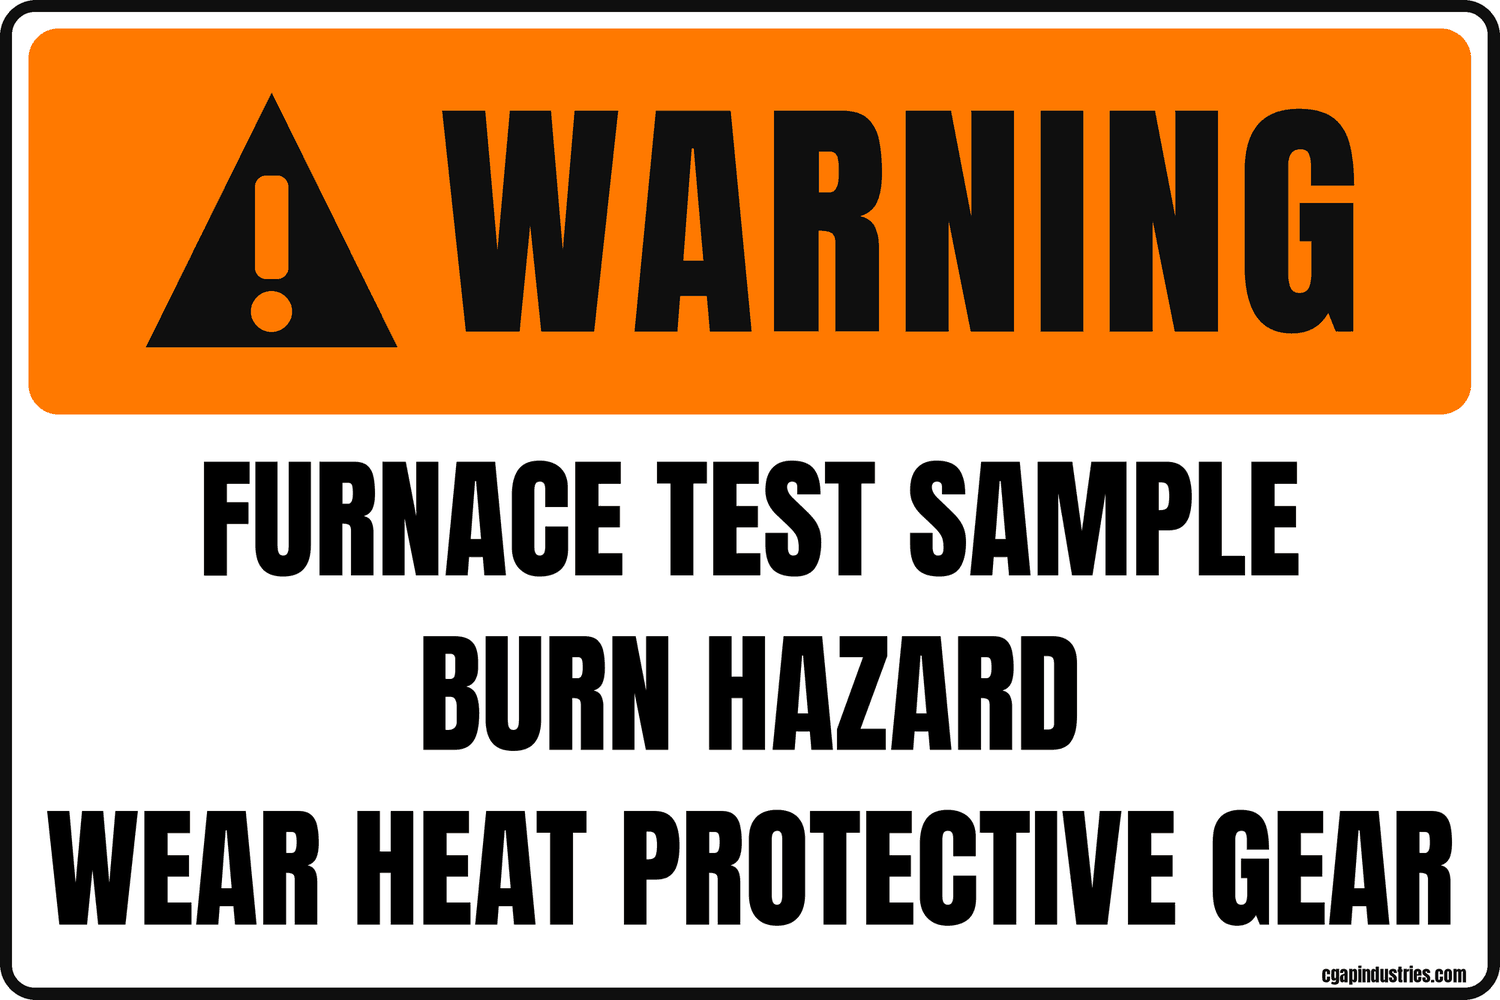 WARNING
FURNACE TEST SAMPLE
BURN HAZARD
WEAR HEAT PROTECTIVE GEAR
cgapindustries.com